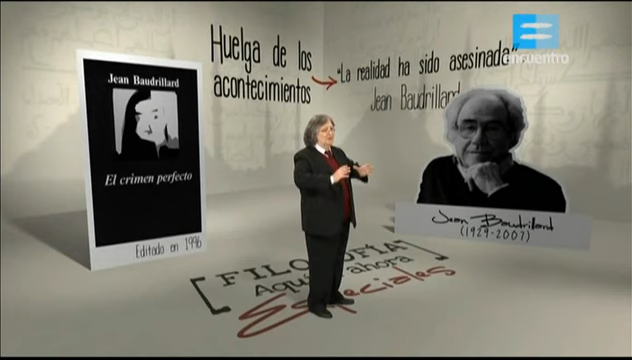 Huelga de los
acontecimientos
"La realidad ha sido asesinada"
Jean Baudrillard
encuentro
Jean Baudrillard
El crimen perfecto
Editado en 1996
Jean Baudrillard
(1929-2007)
[FILOSOFÍA
Aquí y ahora]
Especiales